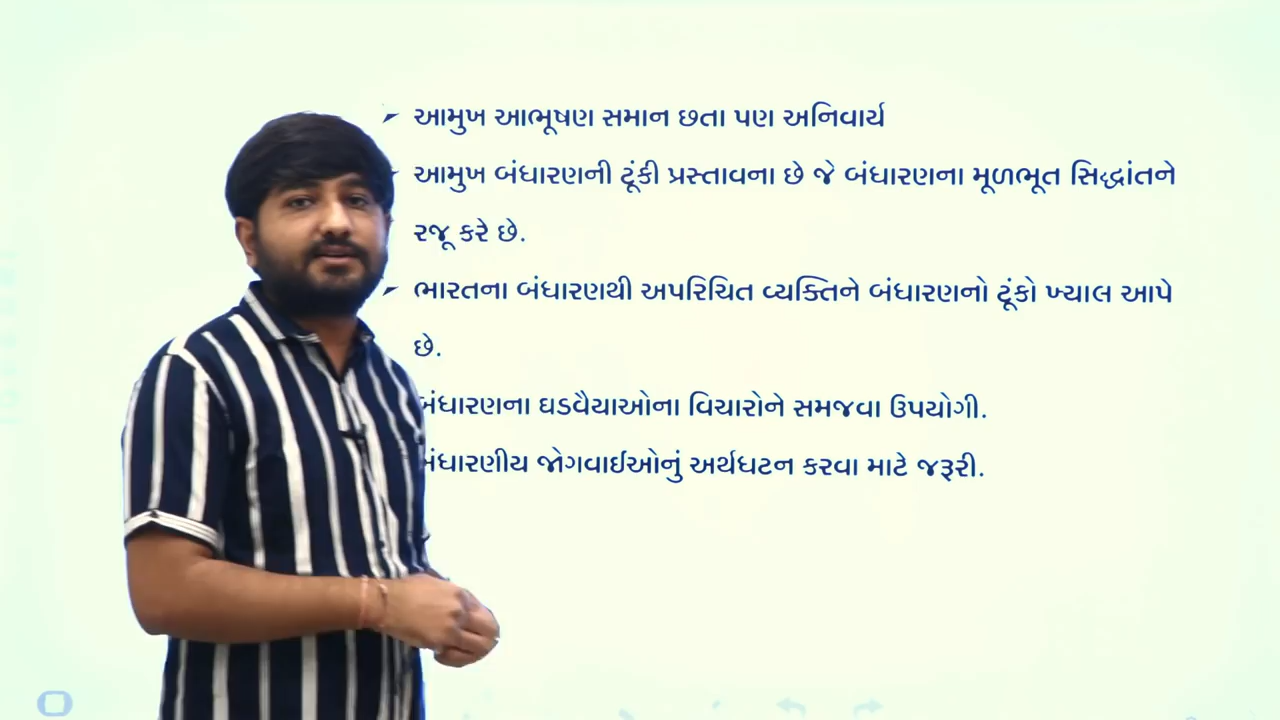 આમુખ આભૂષણ સમાન છતા પણ અનિવાર્ય
આમુખ બંધારણની ટૂંકી પ્રસ્તાવના છે જે બંધારણના મૂળભૂત સિદ્ધાંતને
રજૂ કરે છે.
ભારતના બંધારણથી અપરિચિત વ્યક્તિને બંધારણનો ટૂંકો ખ્યાલ આપે
છે.
બંધારણના ઘડવૈયાઓના વિચારોને સમજવા ઉપયોગી.
બંધારણીય જોગવાઈઓનું અર્થઘટન કરવા માટે જરૂરી.